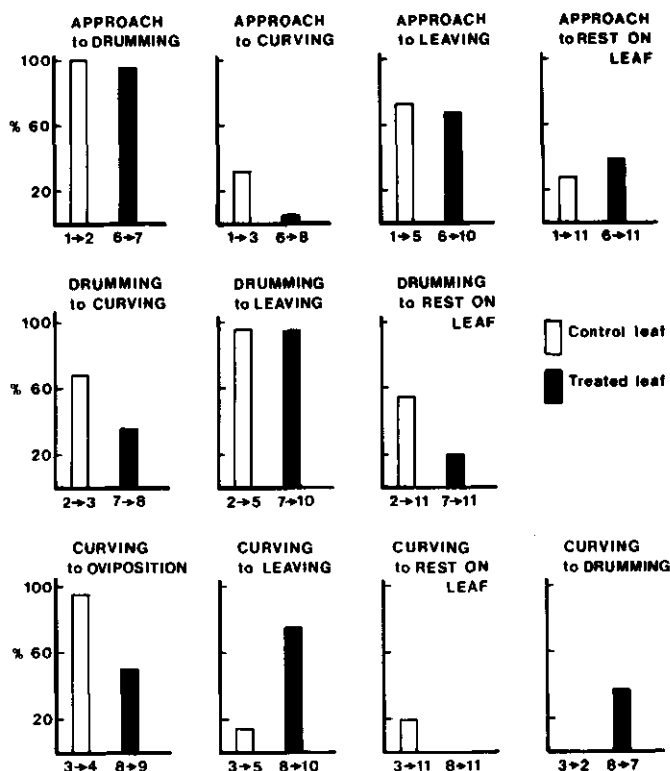 APPROACH to DRUMMING
APPROACH to CURVING
APPROACH to LEAVING
APPROACH to REST ON LEAF
100
% 60
20
1→2 6→7
1→3 6→8
1→5 6→10
1→11 6→11
DRUMMING to CURVING
DRUMMING to LEAVING
DRUMMING to REST ON LEAF
100
% 60
20
2→3 7→8
2→5 7→10
2→11 7→11
Control leaf
Treated leaf
CURVING to OVIPOSITION
CURVING to LEAVING
CURVING to REST ON LEAF
CURVING to DRUMMING
100
% 60
20
3→4 8→9
3→5 8→10
3→11 8→11
3→2 8→7